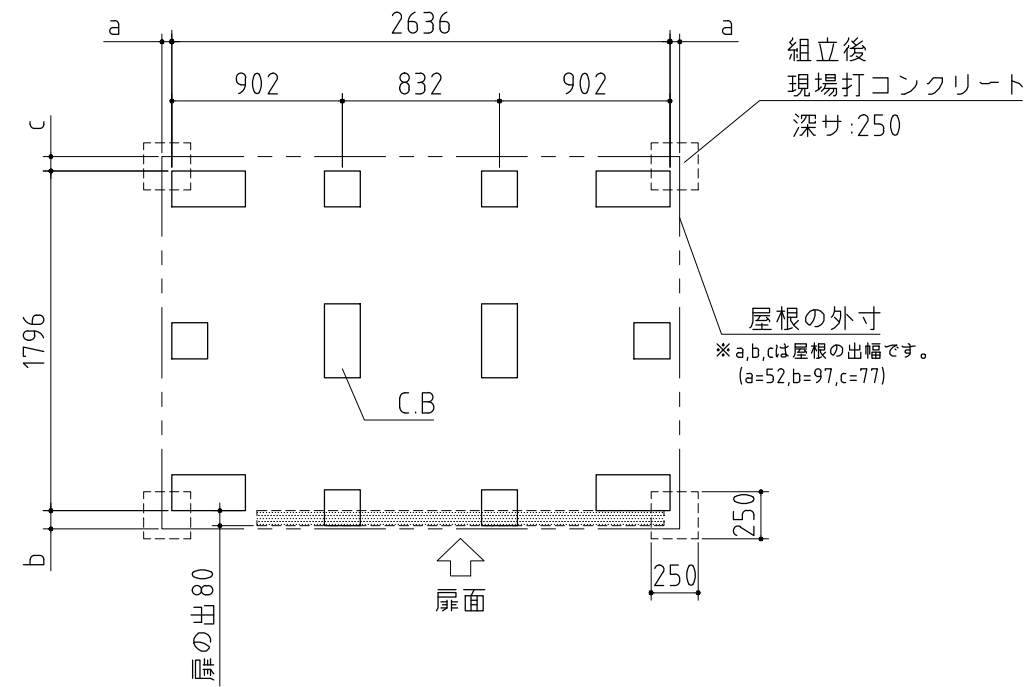 a
2636
a
組立後
現場打コンクリート
深サ:250
902
832
902
c
1796
屋根の外寸
※a,b,cは屋根の出幅です。
(a=52,b=97,c=77)
C.B
b
扉の出80
扉面
250
250